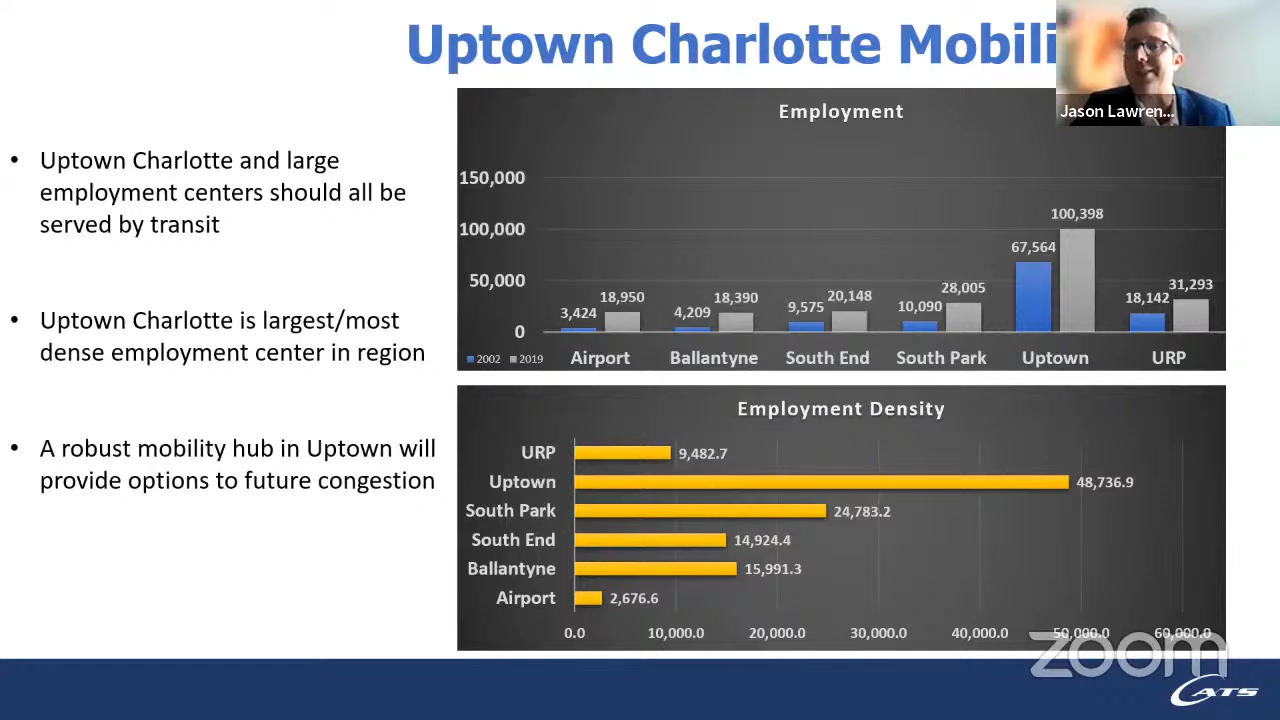 Uptown Charlotte Mobili
Jason Lawren...
• Uptown Charlotte and large
employment centers should all be
served by transit
• Uptown Charlotte is largest/most
dense employment center in region
• A robust mobility hub in Uptown will
provide options to future congestion
Employment
150,000
100,000
50,000
0
3,424 18,950 4,209 18,390 9,575 20,148 10,090 28,005 67,564 100,398 18,142 31,293
2002 2019
Airport Ballantyne South End South Park Uptown URP
Employment Density
URP 9,482.7
Uptown 48,736.9
South Park 24,783.2
South End 14,924.4
Ballantyne 15,991.3
Airport 2,676.6
0.0 10,000.0 20,000.0 30,000.0 40,000.0 50,000.0 60,000.0
zoom
CATS